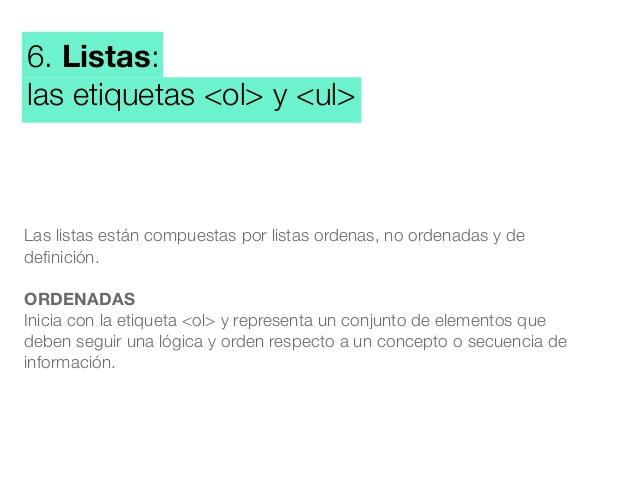 6. Listas:
las etiquetas <ol> y <ul>
Las listas están compuestas por listas ordenas, no ordenadas y de
definición.
ORDENADAS
Inicia con la etiqueta <ol> y representa un conjunto de elementos que
deben seguir una lógica y orden respecto a un concepto o secuencia de
información.